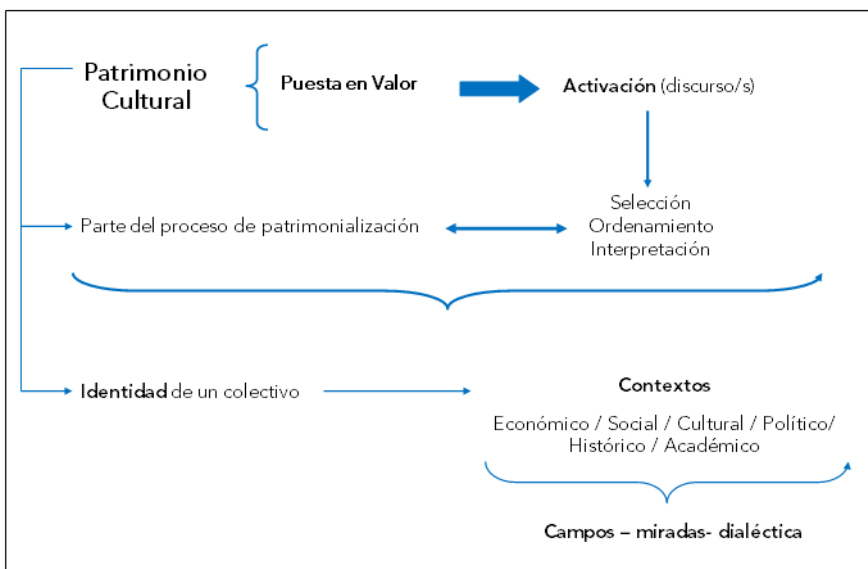 Patrimonio
Cultural
Puesta en Valor
Activación (discurso/s)
Parte del proceso de patrimonialización
Selección
Ordenamiento
Interpretación
Identidad de un colectivo
Contextos
Económico / Social / Cultural / Político/
Histórico / Académico
Campos – miradas- dialéctica